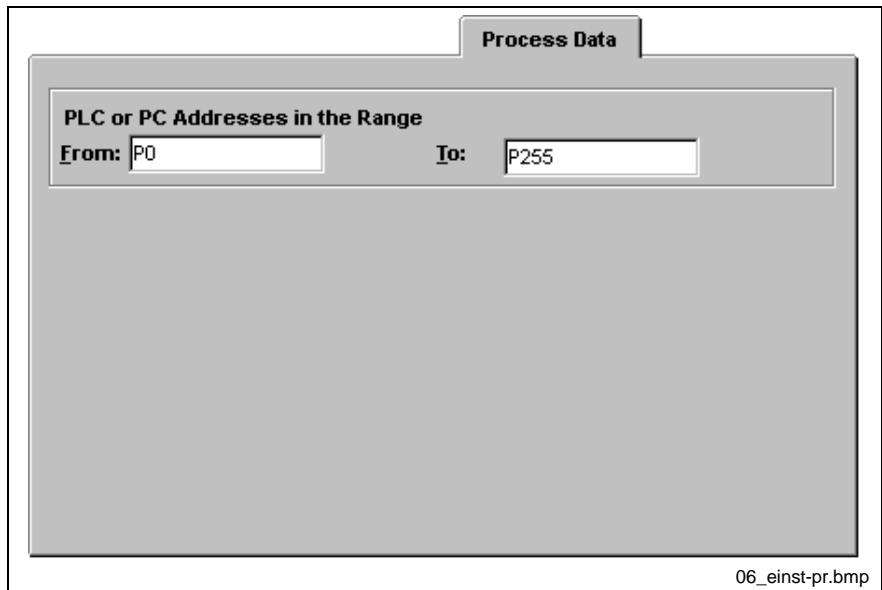 Process Data
PLC or PC Addresses in the Range
From: P0 To: P255
06_einst-pr.bmp